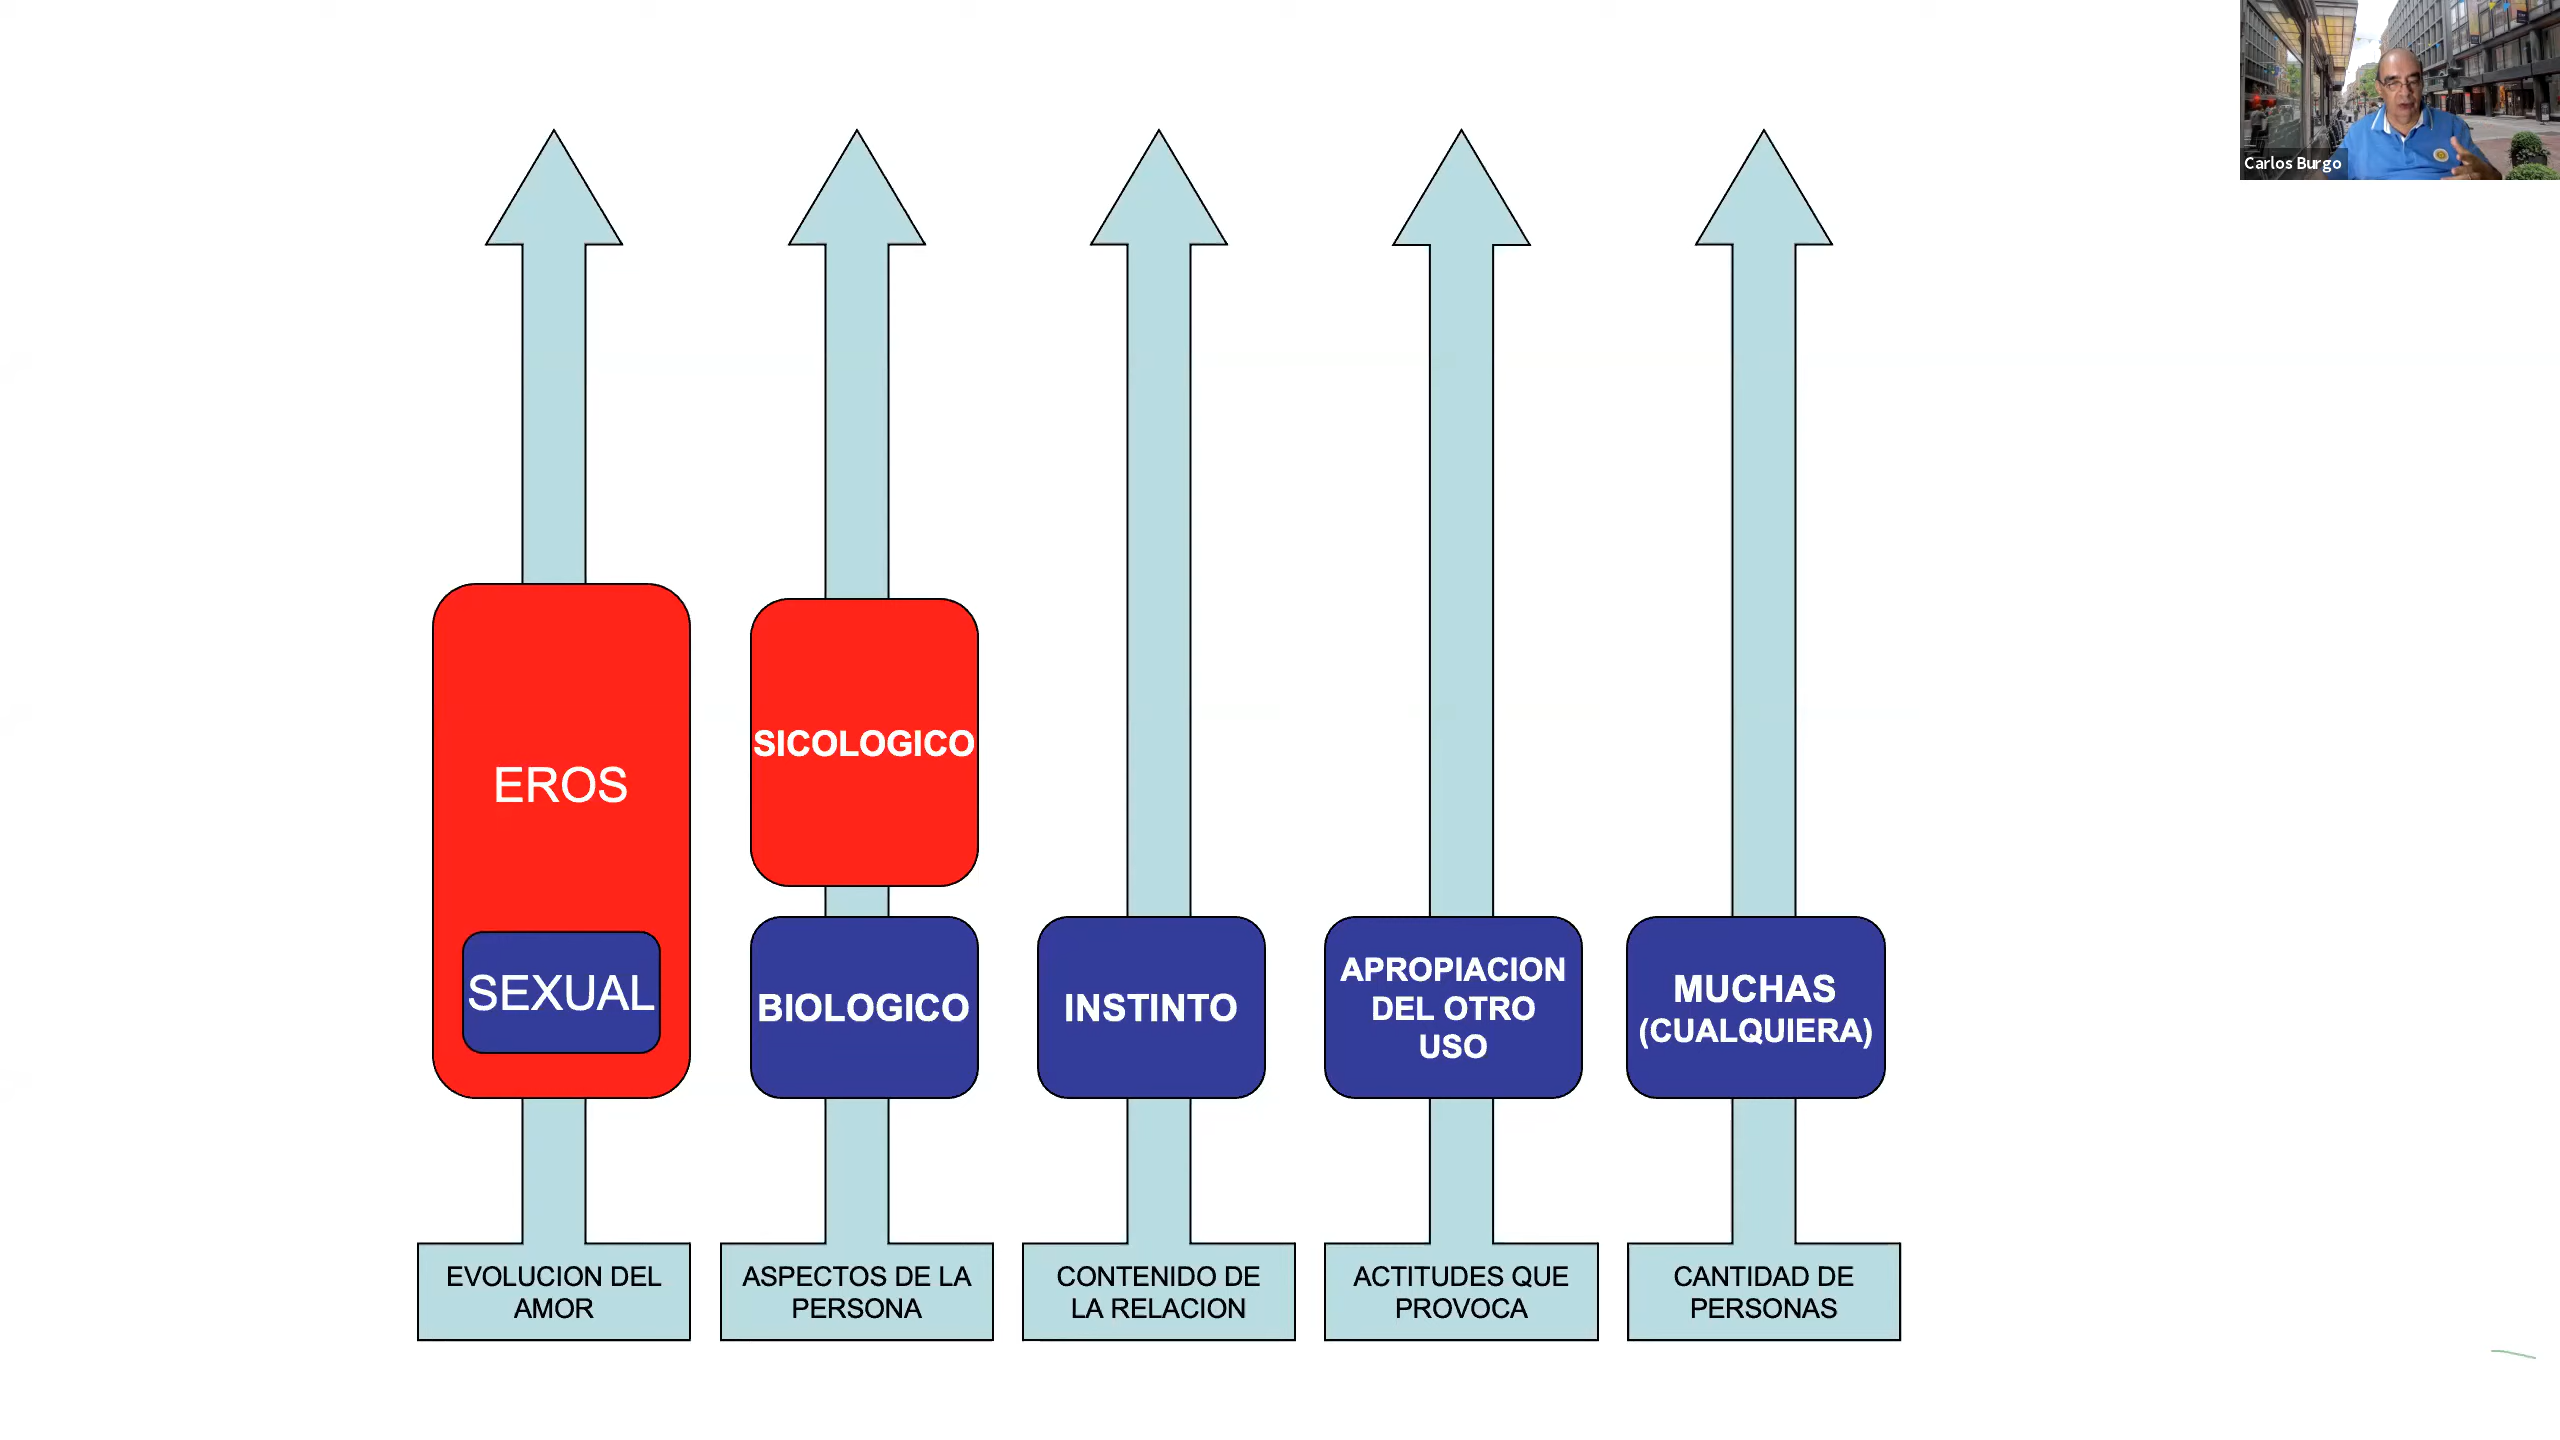 Carlos Burgo
EROS
SEXUAL
SICOLOGICO
BIOLOGICO
INSTINTO
APROPIACION
DEL OTRO
USO
MUCHAS
(CUALQUIERA)
EVOLUCION DEL
AMOR
ASPECTOS DE LA
PERSONA
CONTENIDO DE
LA RELACION
ACTITUDES QUE
PROVOCA
CANTIDAD DE
PERSONAS